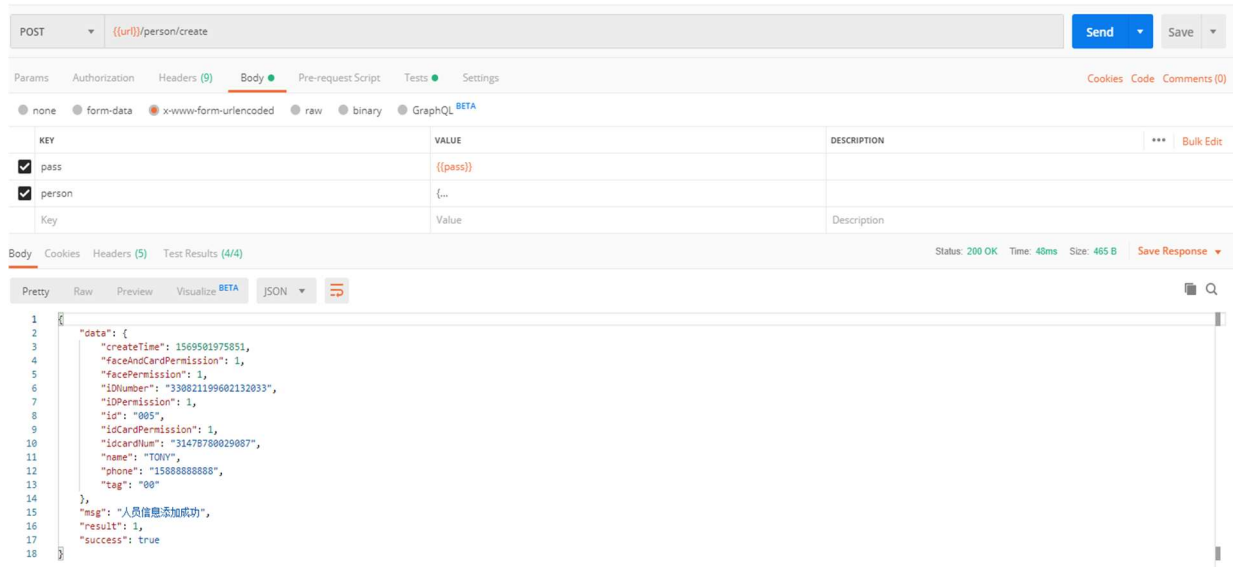 POST {{url}}/person/create Send Save
Params Authorization Headers (9) Body Pre-request Script Tests Settings Cookies Code Comments (0)
none form-data x-www-form-urlencoded raw binary GraphQL BETA
KEY VALUE DESCRIPTION ••• Bulk Edit
pass {{pass}}
person {...
Key Value Description
Body Cookies Headers (5) Test Results (4/4) Status: 200 OK Time: 48ms Size: 465 B Save Response
Pretty Raw Preview Visualize BETA JSON
1 {
2 "data": {
3 "createTime": 1569501975851,
4 "faceAndCardPermission": 1,
5 "facePermission": 1,
6 "iDNumber": "330821199602132033",
7 "iDPermission": 1,
8 "id": "005",
9 "idCardPermission": 1,
10 "idcardNum": "3147B780029087",
11 "name": "TONY",
12 "phone": "15888888888",
13 "tag": "00"
14 },
15 "msg": "人员信息添加成功",
16 "result": 1,
17 "success": true
18 }